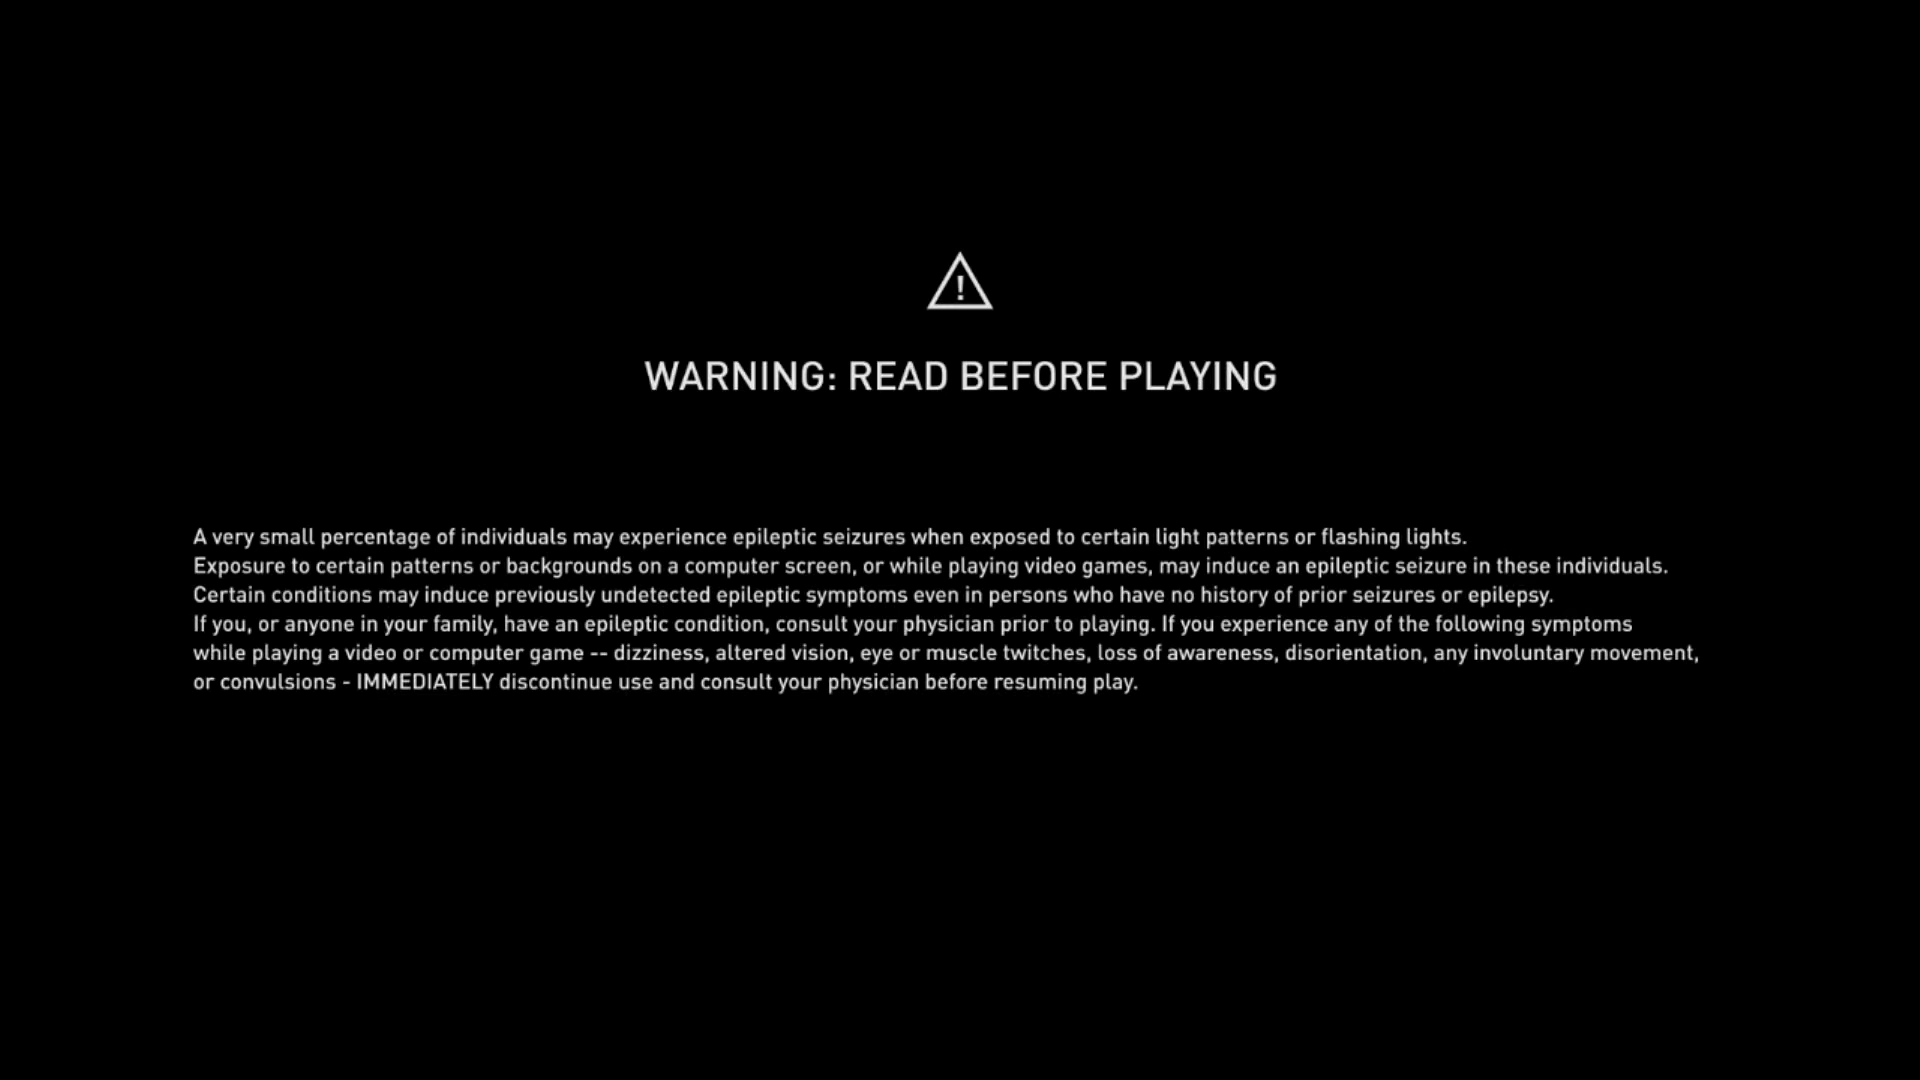 !
WARNING: READ BEFORE PLAYING
A very small percentage of individuals may experience epileptic seizures when exposed to certain light patterns or flashing lights.
Exposure to certain patterns or backgrounds on a computer screen, or while playing video games, may induce an epileptic seizure in these individuals.
Certain conditions may induce previously undetected epileptic symptoms even in persons who have no history of prior seizures or epilepsy.
If you, or anyone in your family, have an epileptic condition, consult your physician prior to playing. If you experience any of the following symptoms
while playing a video or computer game -- dizziness, altered vision, eye or muscle twitches, loss of awareness, disorientation, any involuntary movement,
or convulsions - IMMEDIATELY discontinue use and consult your physician before resuming play.